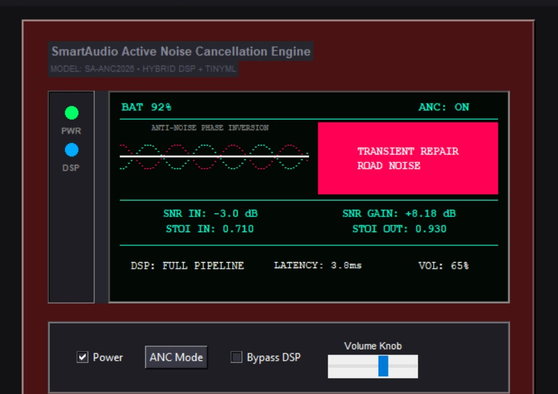 SmartAudio Active Noise Cancellation Engine
MODEL: SA-ANC2026 • HYBRID DSP + TINYML
PWR
DSP
BAT 92%
ANC: ON
ANTI-NOISE PHASE INVERSION
TRANSIENT REPAIR
ROAD NOISE
SNR IN: -3.0 dB
SNR GAIN: +8.18 dB
STOI IN: 0.710
STOI OUT: 0.930
DSP: FULL PIPELINE
LATENCY: 3.8ms
VOL: 65%
Power
ANC Mode
Bypass DSP
Volume Knob